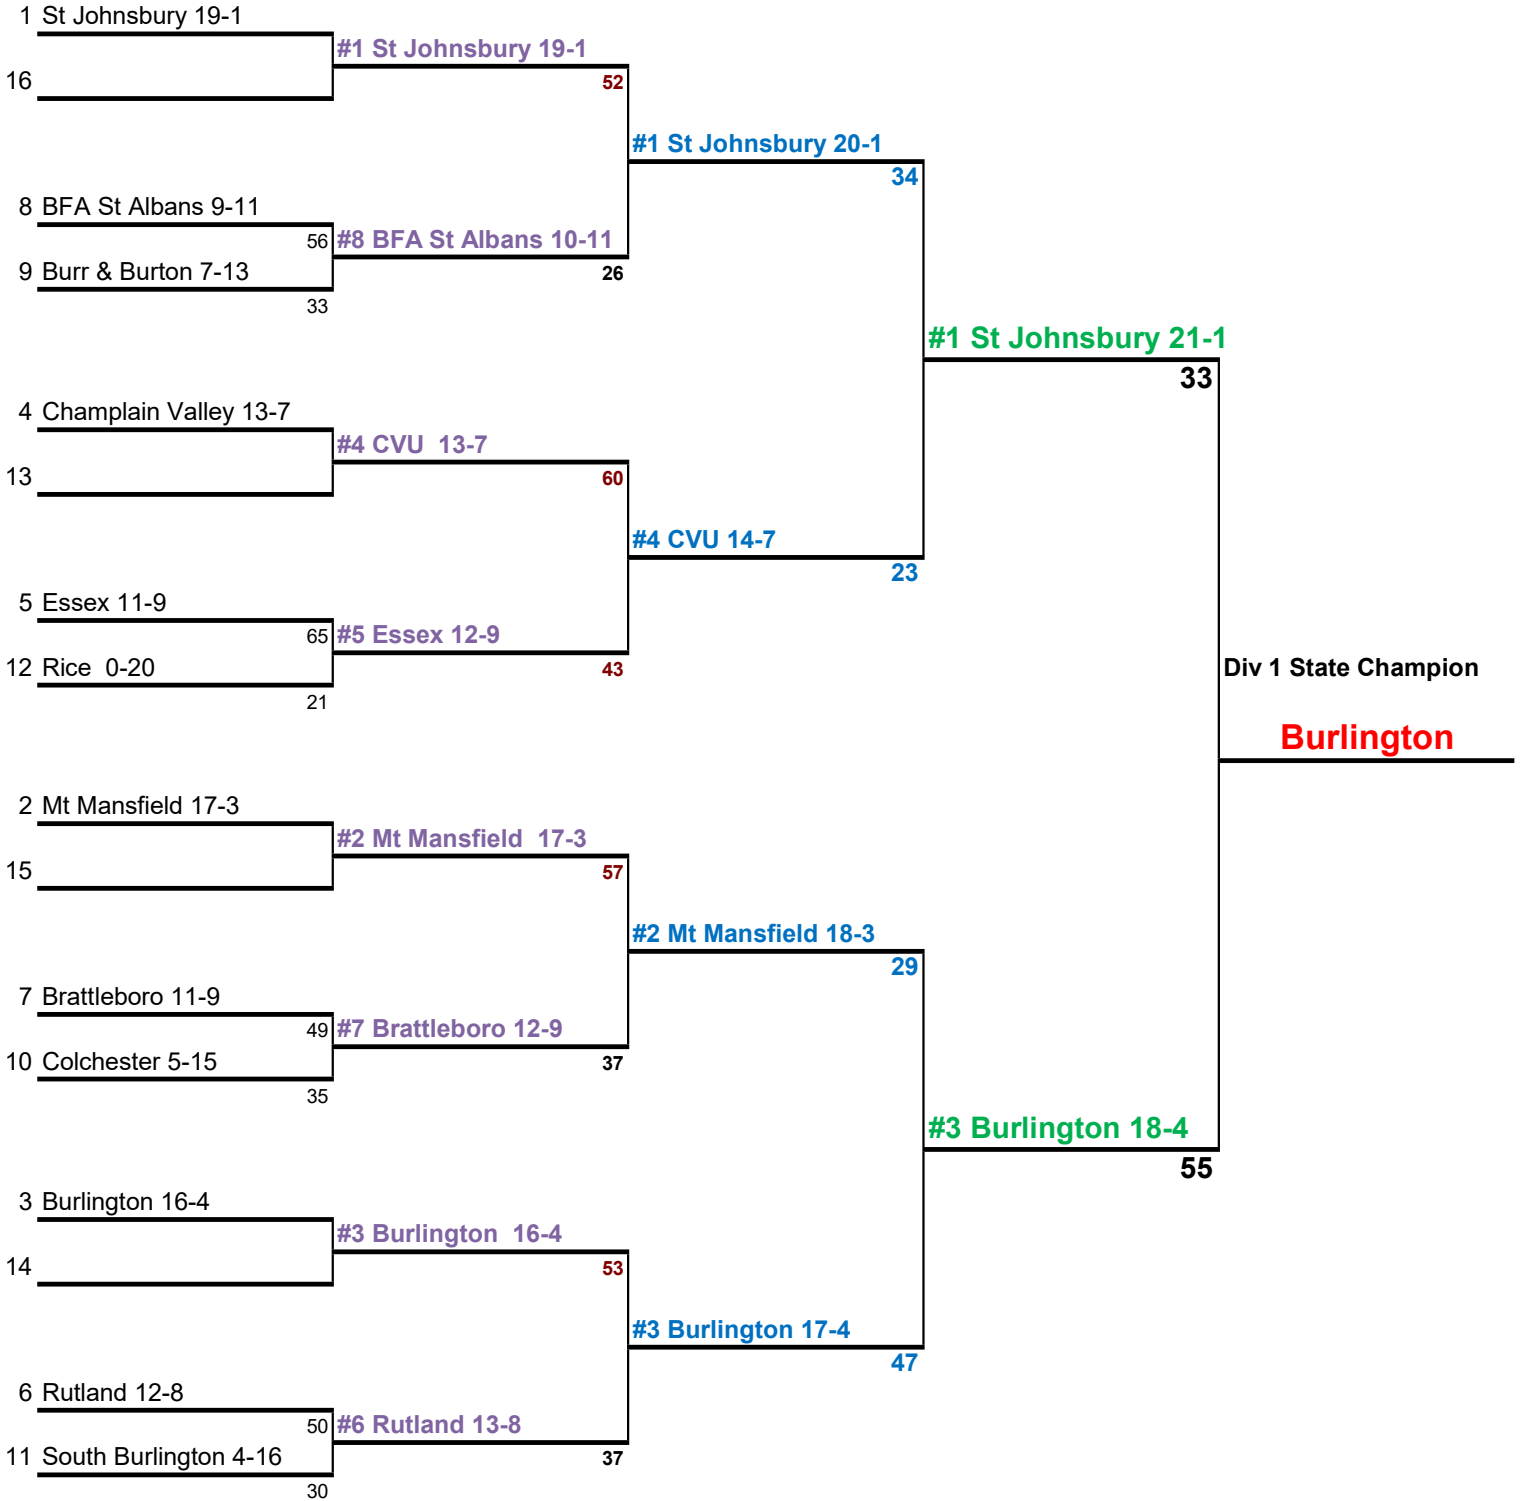 1 St Johnsbury 19-1
#1 St Johnsbury 19-1
16
52
#1 St Johnsbury 20-1
34
8 BFA St Albans 9-11
56
#8 BFA St Albans 10-11
9 Burr & Burton 7-13
26
33
#1 St Johnsbury 21-1
33
4 Champlain Valley 13-7
#4 CVU 13-7
13
60
#4 CVU 14-7
23
5 Essex 11-9
65
#5 Essex 12-9
12 Rice 0-20
43
21
Div 1 State Champion
Burlington
2 Mt Mansfield 17-3
#2 Mt Mansfield 17-3
15
57
#2 Mt Mansfield 18-3
29
7 Brattleboro 11-9
49
#7 Brattleboro 12-9
10 Colchester 5-15
37
35
#3 Burlington 18-4
55
3 Burlington 16-4
#3 Burlington 16-4
14
53
#3 Burlington 17-4
47
6 Rutland 12-8
50
#6 Rutland 13-8
11 South Burlington 4-16
37
30